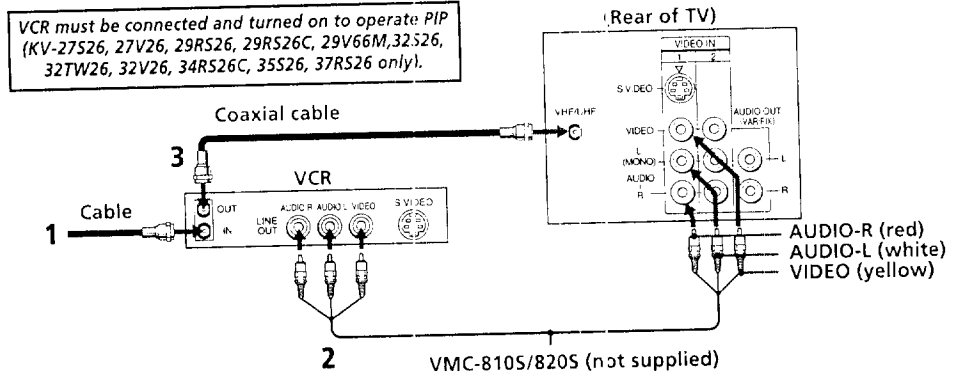 VCR must be connected and turned on to operate PIP
(KV-27S26, 27V26, 29RS26, 29RS26C, 29V66M,32S26,
32TW26, 32V26, 34RS26C, 35S26, 37RS26 only).
(Rear of TV)
VIDEO IN
1 2
S VIDEO
AUDIO OUT
(VAR/FIX)
VHF/UHF
VIDEO
L
(MONO)
AUDIO
R
L
R
Coaxial cable
3
VCR
OUT
IN
LINE
OUT
AUDIO R AUDIO L VIDEO
S VIDEO
Cable
1
AUDIO-R (red)
AUDIO-L (white)
VIDEO (yellow)
2
VMC-810S/820S (not supplied)